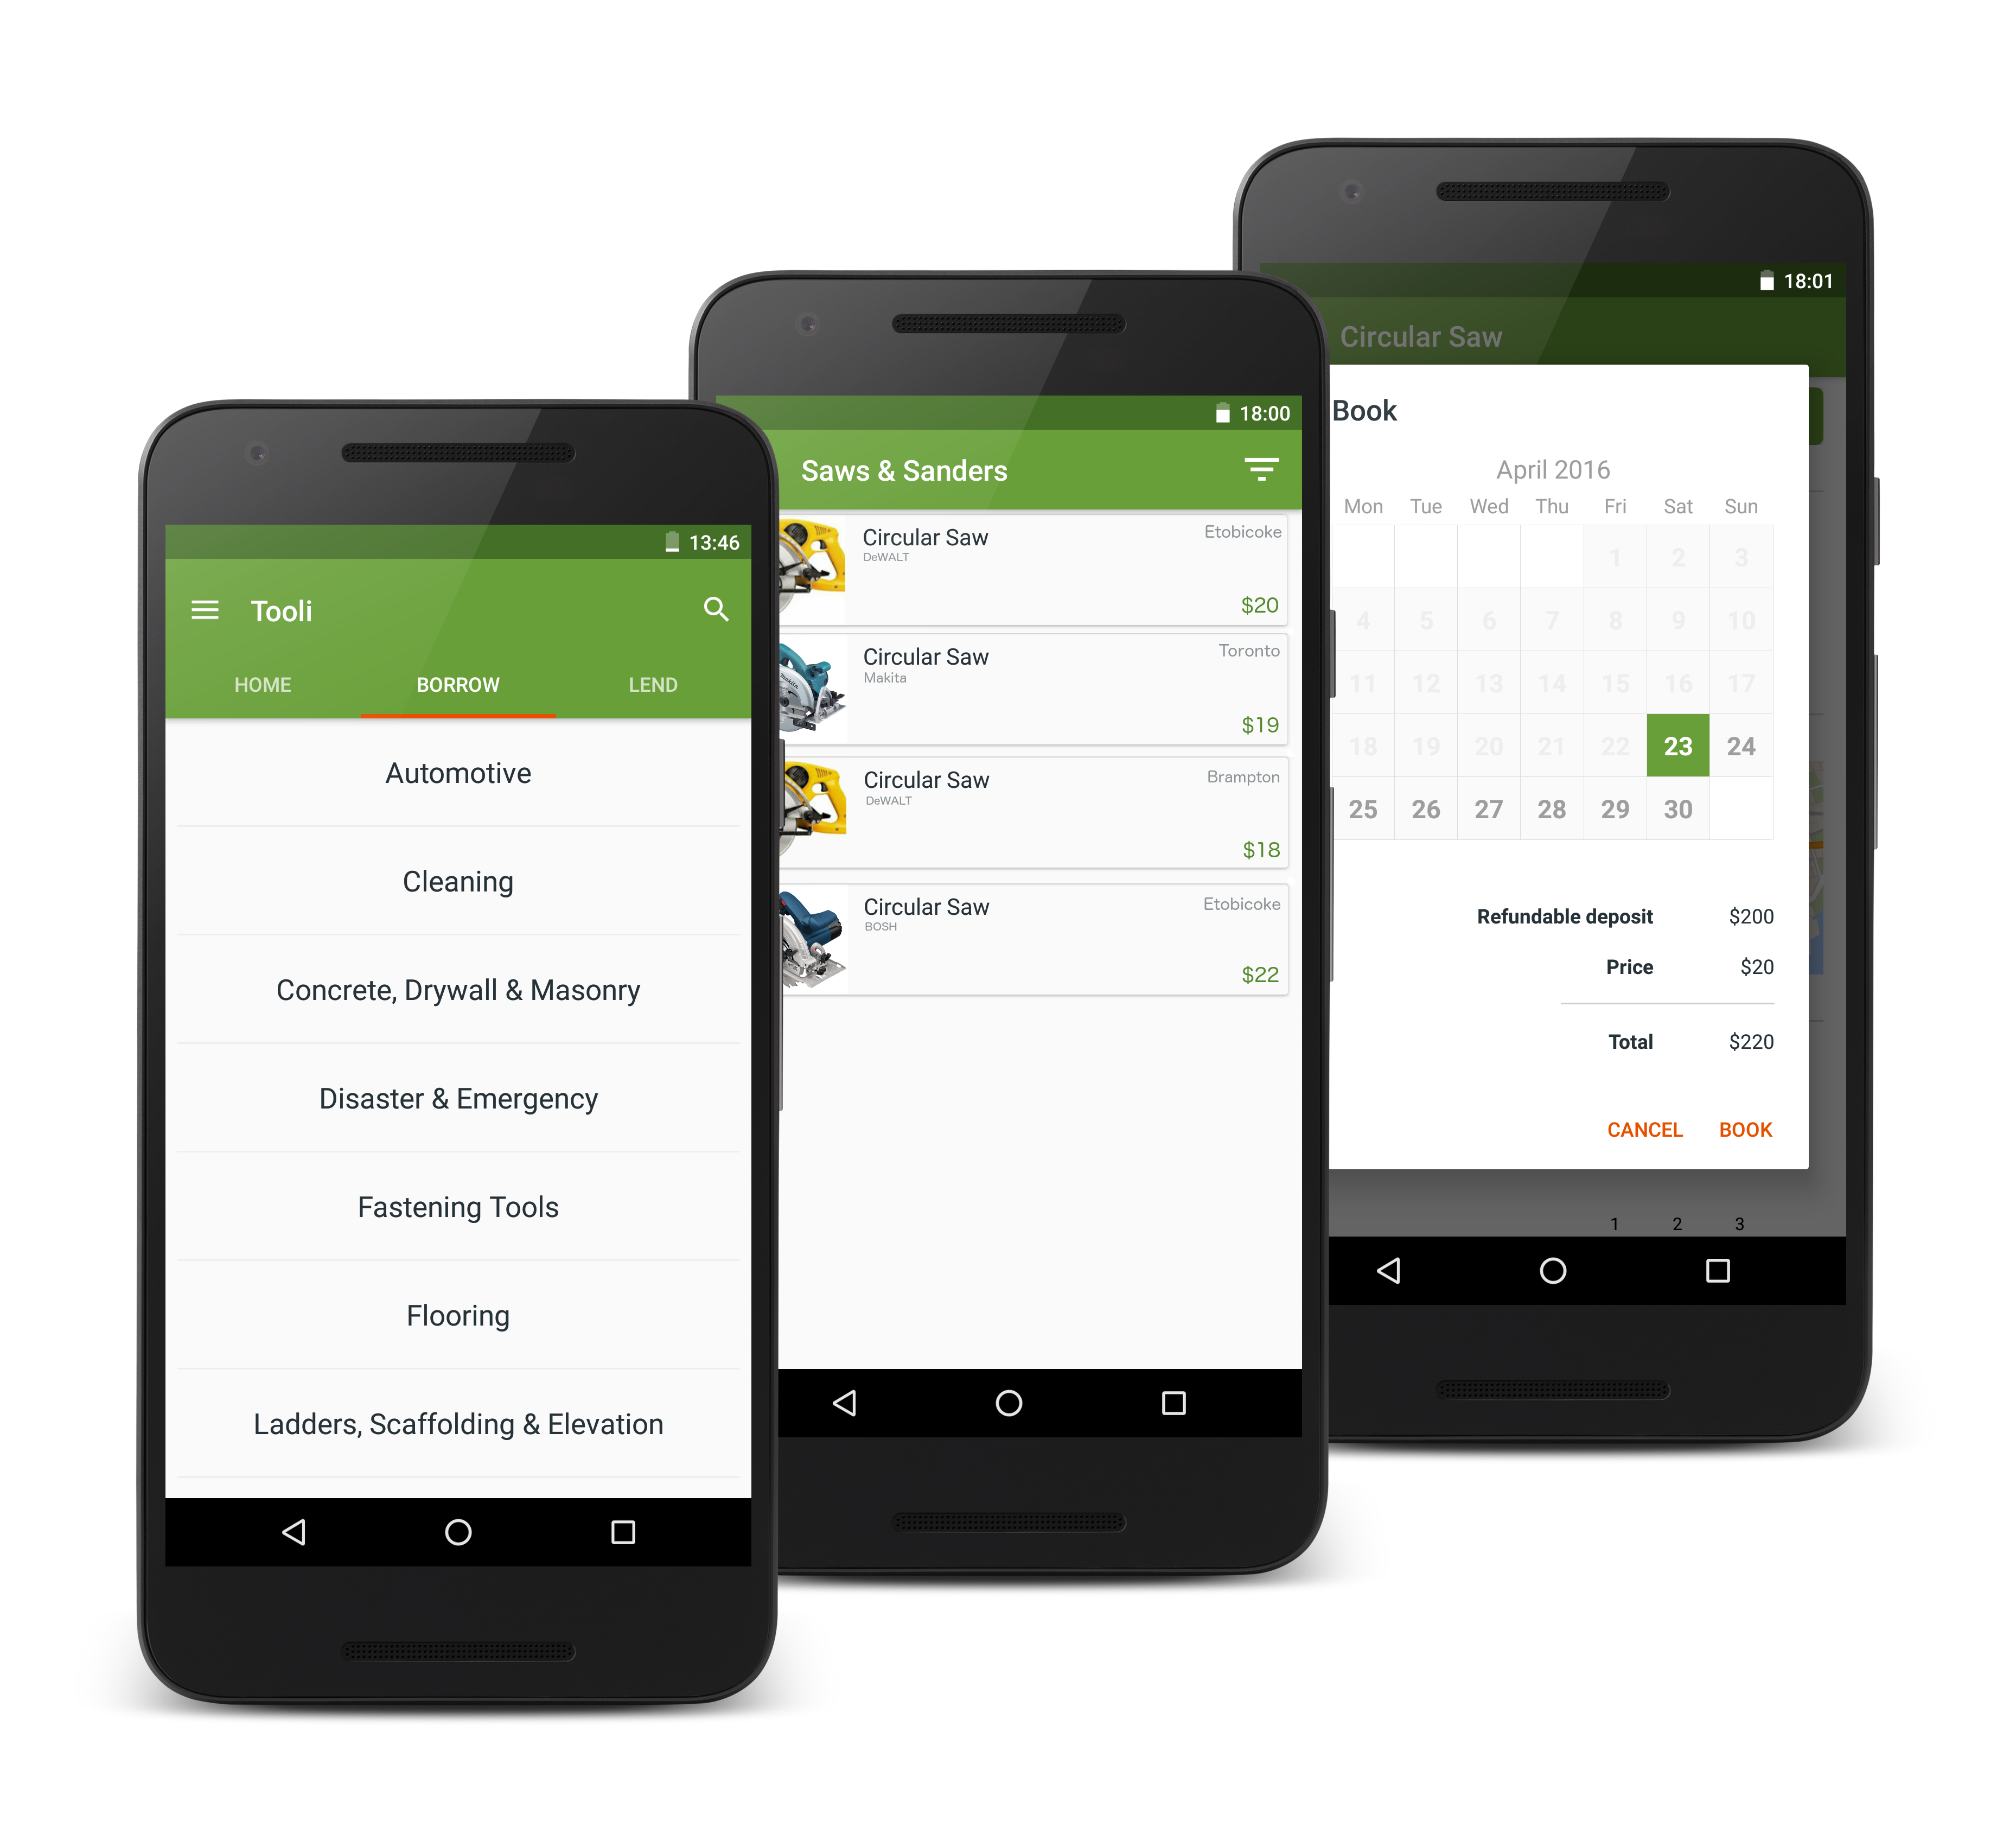 13:46
Tooli
HOME BORROW LEND
Automotive
Cleaning
Concrete, Drywall & Masonry
Disaster & Emergency
Fastening Tools
Flooring
Ladders, Scaffolding & Elevation
18:00
Saws & Sanders
Circular Saw Etobicoke
DeWALT
$20
Circular Saw Toronto
Makita
$19
Circular Saw Brampton
DeWALT
$18
Circular Saw Etobicoke
BOSH
$22
18:01
Circular Saw
Book
April 2016
Mon Tue Wed Thu Fri Sat Sun
1 2 3
4 5 6 7 8 9 10
11 12 13 14 15 16 17
18 19 20 21 22 23 24
25 26 27 28 29 30
Refundable deposit $200
Price $20
Total $220
CANCEL BOOK
1 2 3